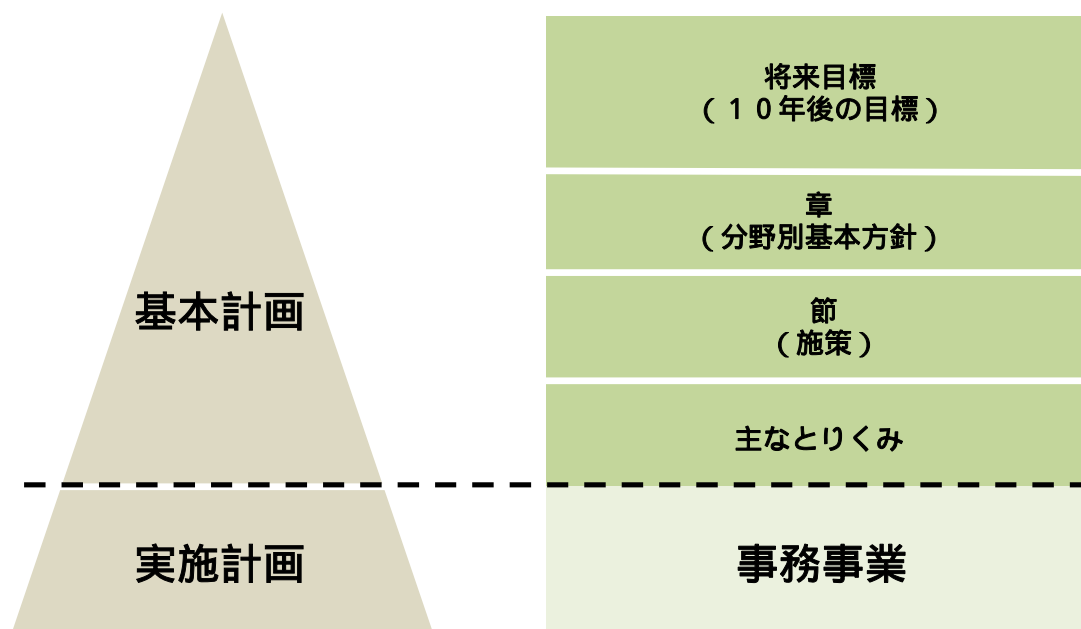 将来目標
（１０年後の目標）
章
（分野別基本方針）
基本計画
節
（施策）
主なとりくみ
実施計画
事務事業